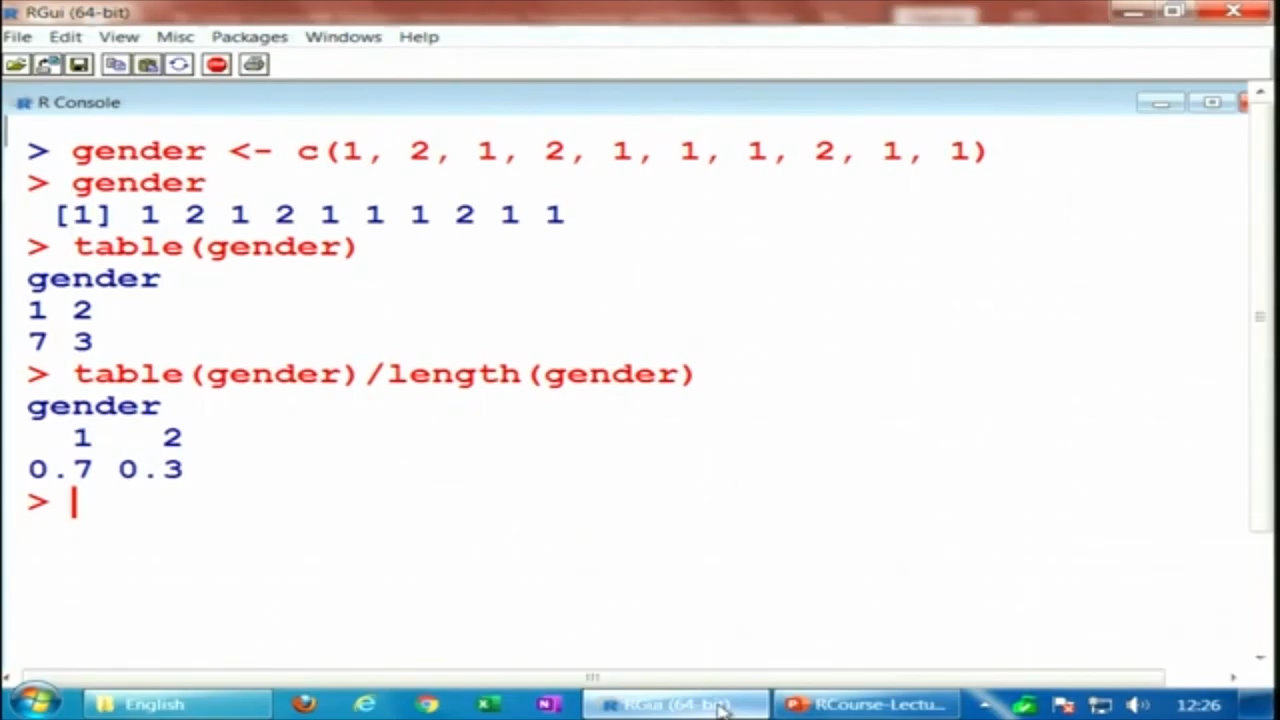 RGui (64-bit)
File Edit View Misc Packages Windows Help
R Console
> gender <- c(1, 2, 1, 2, 1, 1, 1, 2, 1, 1)
> gender
[1] 1 2 1 2 1 1 1 2 1 1
> table(gender)
gender
1 2
7 3
> table(gender)/length(gender)
gender
1 2
0.7 0.3
>
English RGui (64-bit) RCourse-Lectu... 12:26